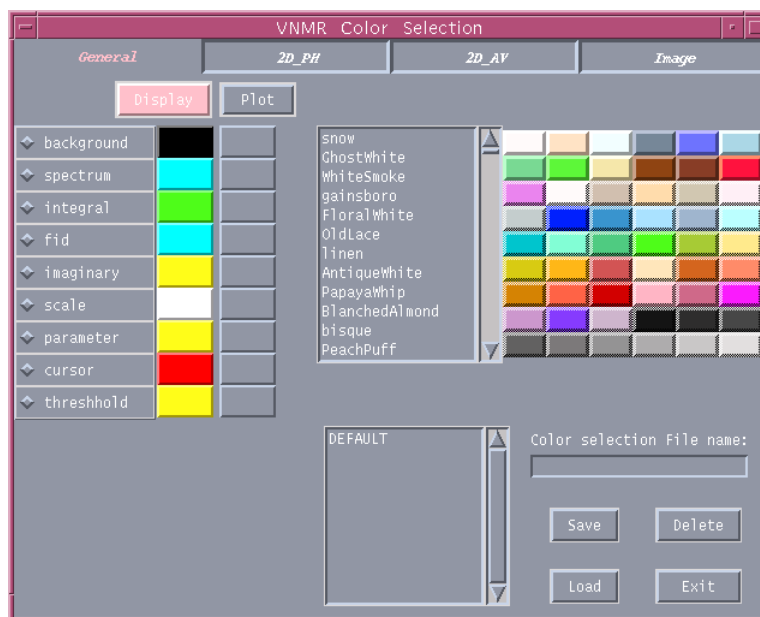 VNMR Color Selection
General
2D_PH
2D_AV
Image
Display
Plot
background
spectrum
integral
fid
imaginary
scale
parameter
cursor
threshhold
snow
GhostWhite
WhiteSmoke
gainsboro
FloralWhite
OldLace
linen
AntiqueWhite
PapayaWhip
BlanchedAlmond
bisque
PeachPuff
DEFAULT
Color selection File name:
Save
Delete
Load
Exit